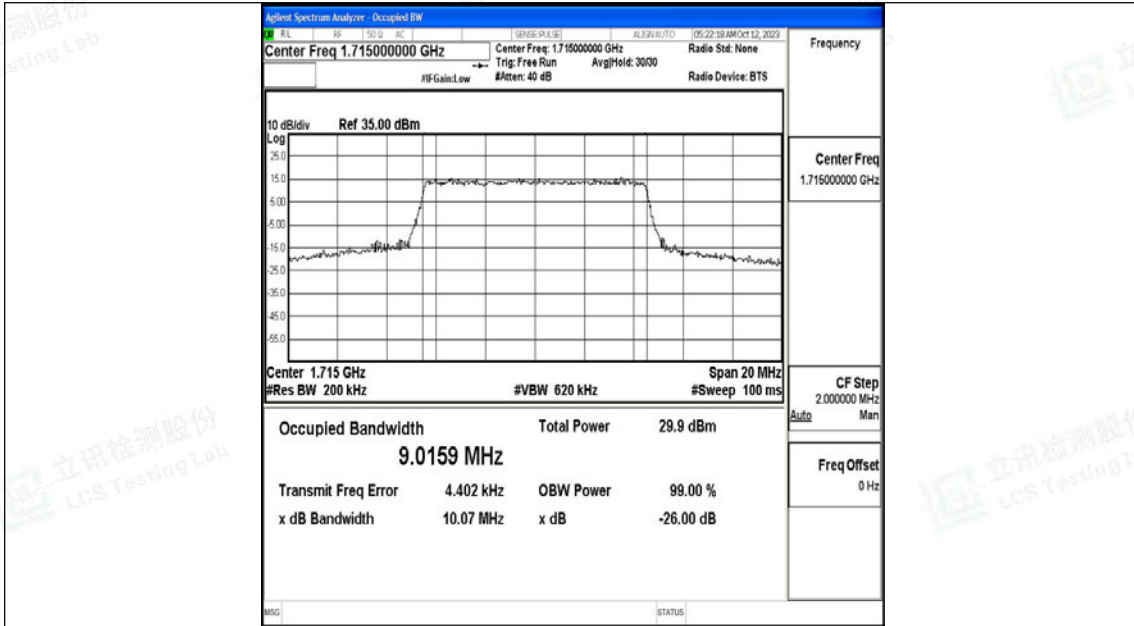 Agilent Spectrum Analyzer - Occupied BW
RL RF 50 Ω AC SENSE:PULSE ALIGNAUTO 05:22:18 AM Oct 12, 2023
Center Freq 1.715000000 GHz
Center Freq: 1.715000000 GHz
Radio Std: None
Trig: Free Run Avg|Hold: 30/30
#IFGain:Low #Atten: 40 dB Radio Device: BTS
Frequency
10 dB/div Ref 35.00 dBm
Log
25.0
15.0
5.00
-5.00
-15.0
-25.0
-35.0
-45.0
-55.0
Center 1.715 GHz Span 20 MHz
#Res BW 200 kHz #VBW 620 kHz #Sweep 100 ms
Center Freq
1.715000000 GHz
CF Step
2.000000 MHz
Auto Man
Freq Offset
0 Hz
Occupied Bandwidth Total Power 29.9 dBm
9.0159 MHz
Transmit Freq Error 4.402 kHz OBW Power 99.00 %
x dB Bandwidth 10.07 MHz x dB -26.00 dB
MSG STATUS
立讯检测股份
LCS Testing Lab